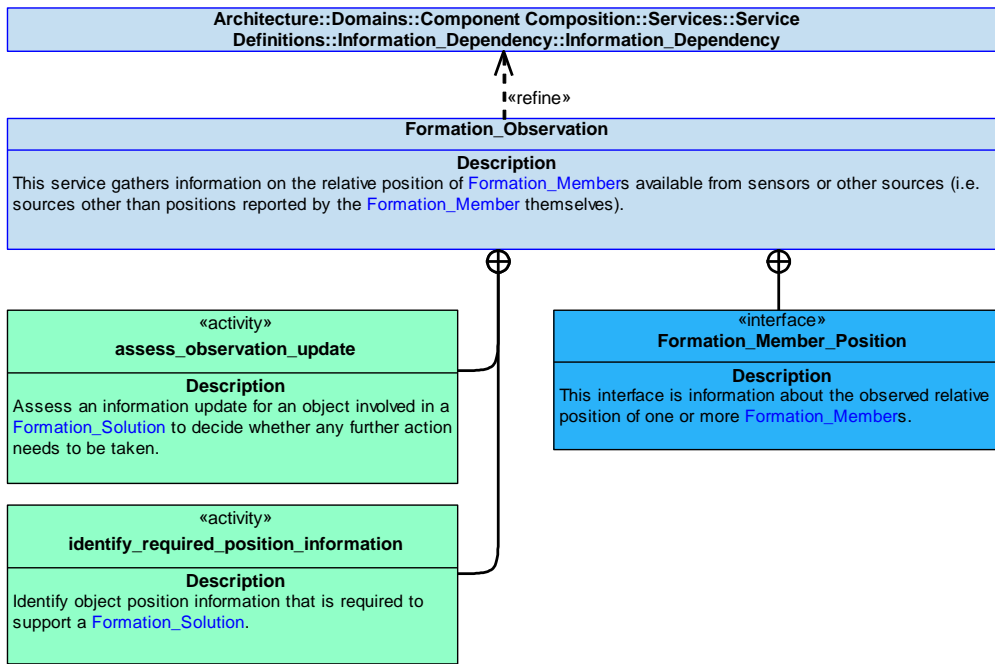 Architecture::Domains::Component Composition::Services::Service
Definitions::Information_Dependency::Information_Dependency
«refine»
Formation_Observation
Description
This service gathers information on the relative position of Formation_Members available from sensors or other sources (i.e.
sources other than positions reported by the Formation_Member themselves).
«activity»
assess_observation_update
Description
Assess an information update for an object involved in a
Formation_Solution to decide whether any further action
needs to be taken.
«interface»
Formation_Member_Position
Description
This interface is information about the observed relative
position of one or more Formation_Members.
«activity»
identify_required_position_information
Description
Identify object position information that is required to
support a Formation_Solution.